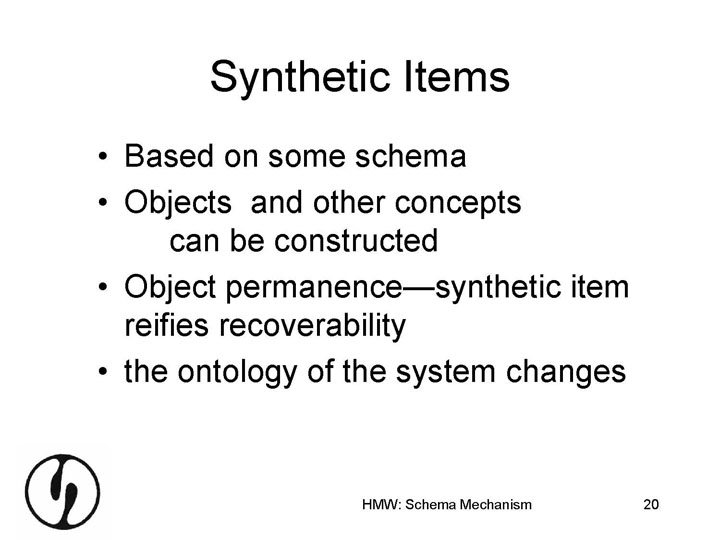 Synthetic Items
• Based on some schema
• Objects  and other concepts
can be constructed
• Object permanence—synthetic item
reifies recoverability
• the ontology of the system changes
HMW: Schema Mechanism
20